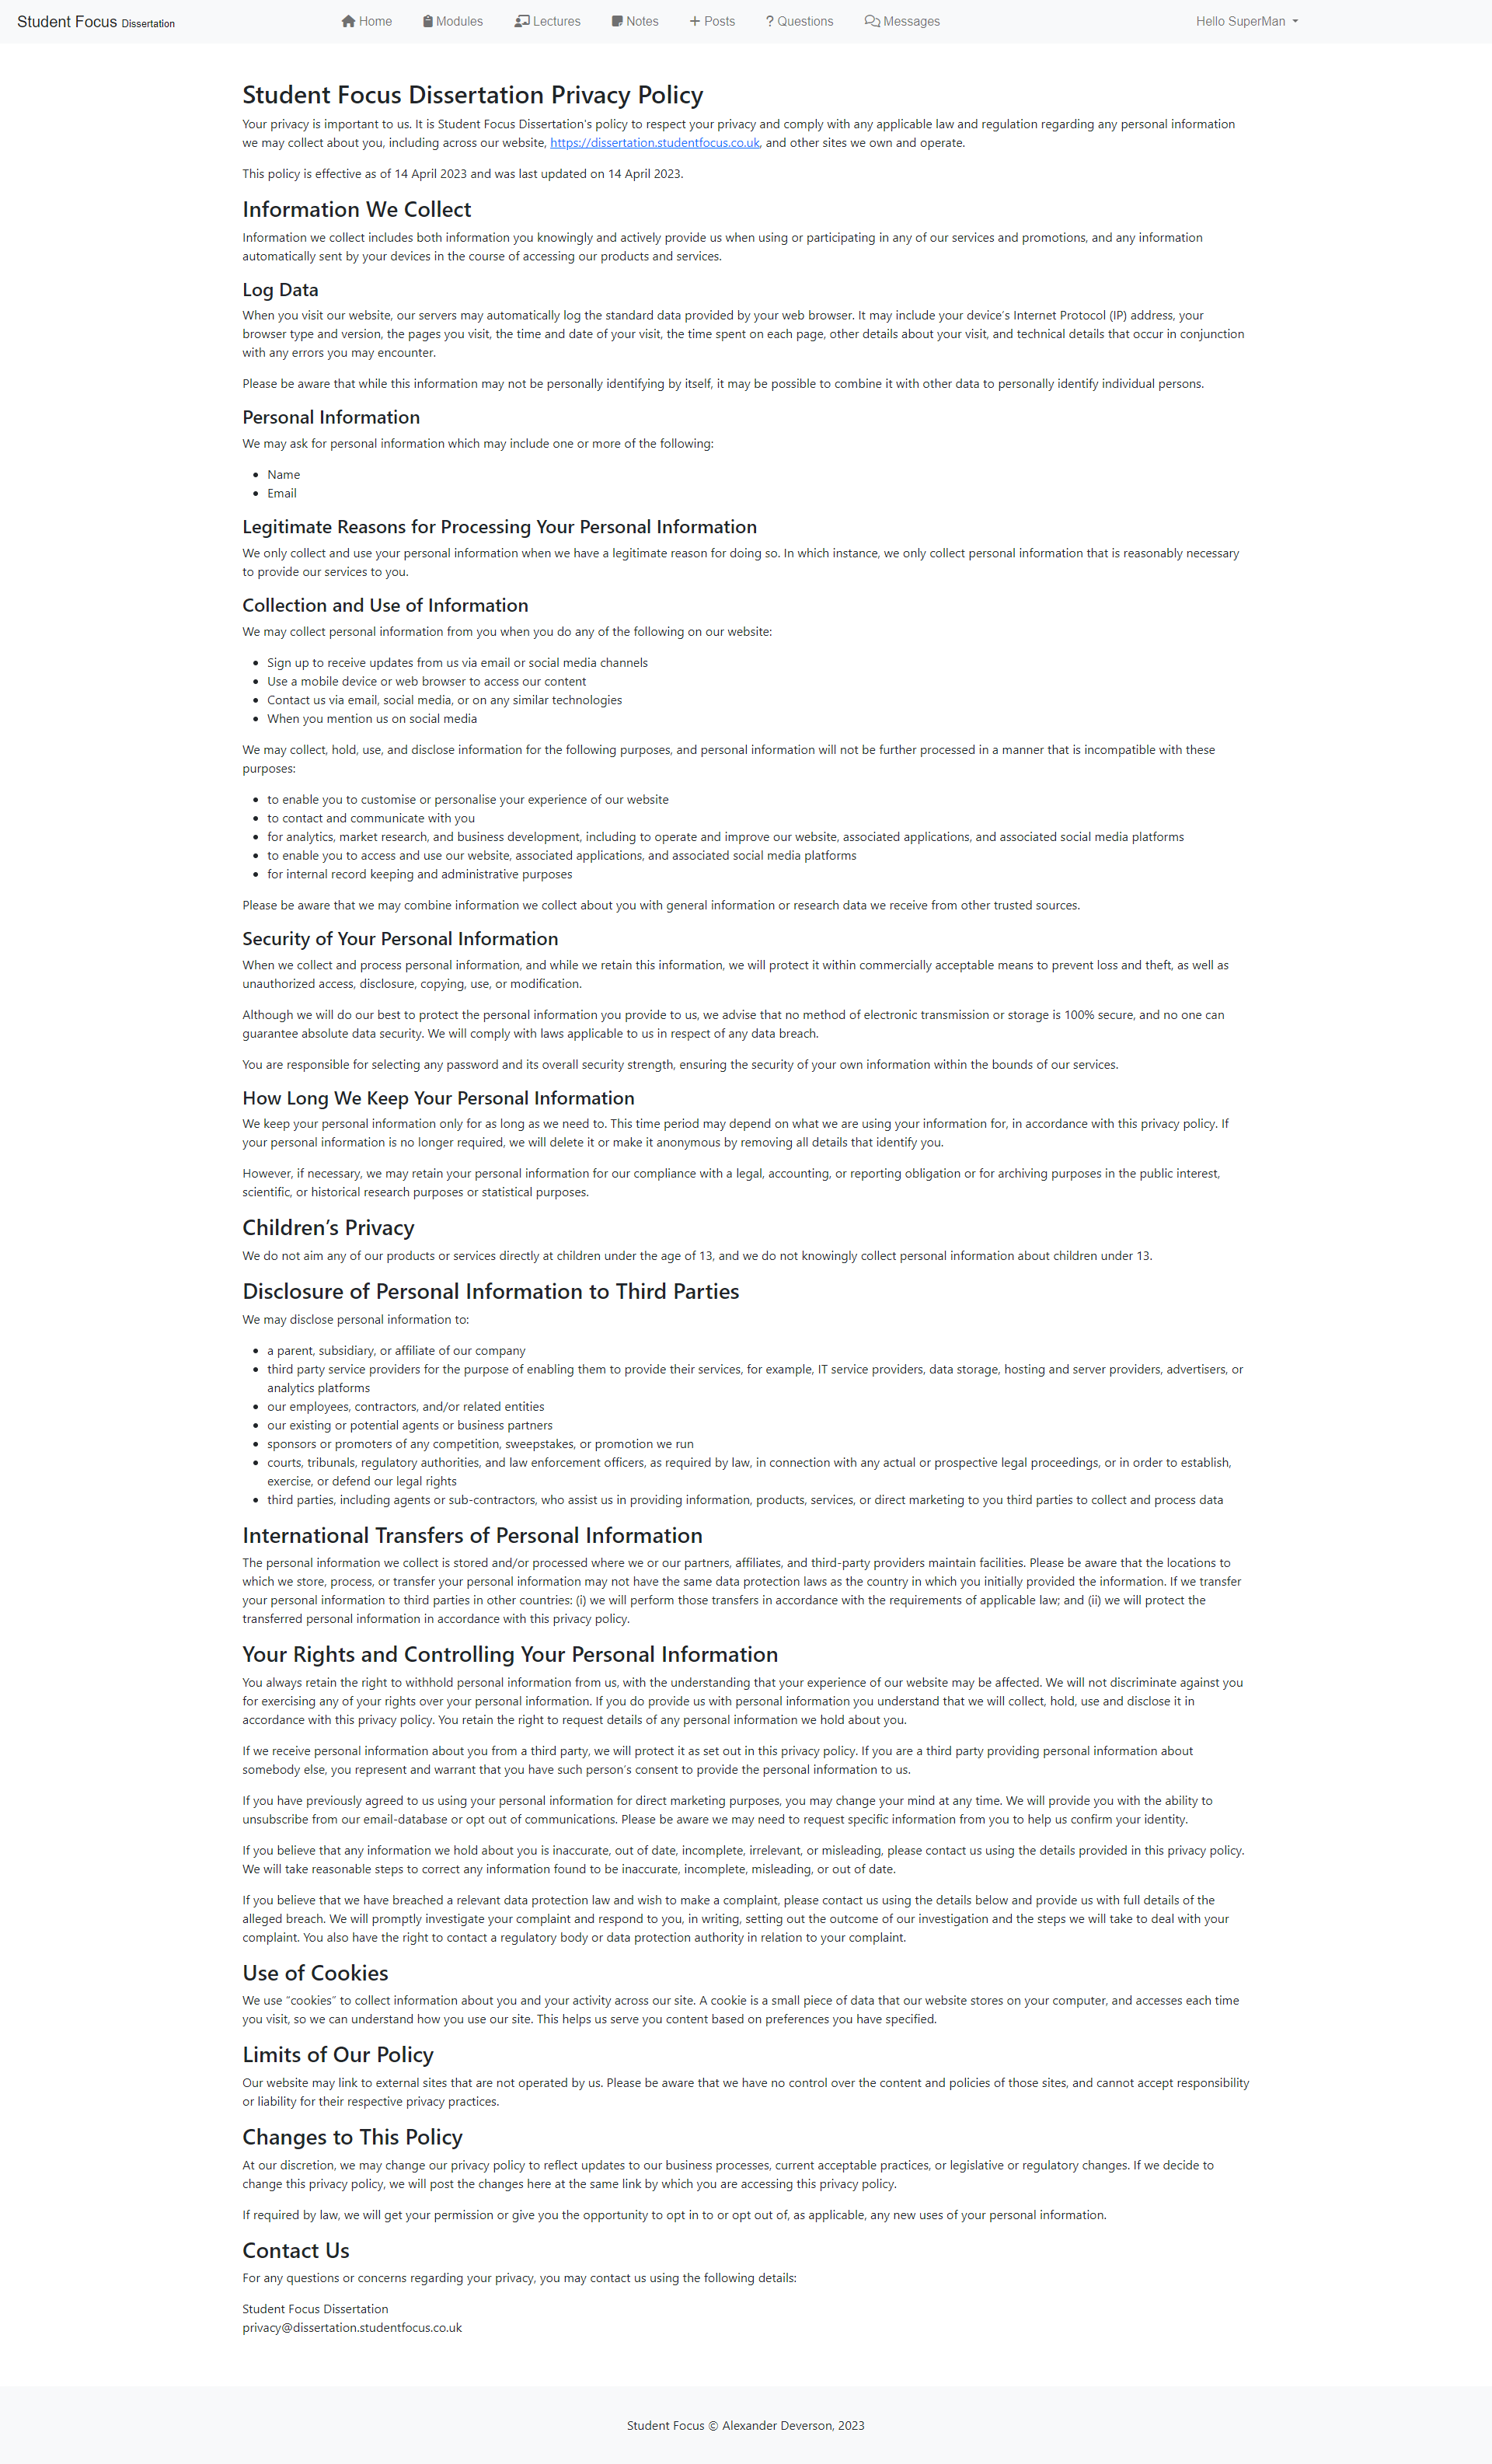 Student Focus Dissertation
Home
Modules
Lectures
Notes
Posts
Questions
Messages
Hello SuperMan
Student Focus Dissertation Privacy Policy
Your privacy is important to us. It is Student Focus Dissertation's policy to respect your privacy and comply with any applicable law and regulation regarding any personal information
we may collect about you, including across our website, https://dissertation.studentfocus.co.uk, and other sites we own and operate.
This policy is effective as of 14 April 2023 and was last updated on 14 April 2023.
Information We Collect
Information we collect includes both information you knowingly and actively provide us when using or participating in any of our services and promotions, and any information
automatically sent by your devices in the course of accessing our products and services.
Log Data
When you visit our website, our servers may automatically log the standard data provided by your web browser. It may include your device's Internet Protocol (IP) address, your
browser type and version, the pages you visit, the time and date of your visit, the time spent on each page, other details about your visit, and technical details that occur in conjunction
with any errors you may encounter.
Please be aware that while this information may not be personally identifying by itself, it may be possible to combine it with other data to personally identify individual persons.
Personal Information
We may ask for personal information which may include one or more of the following:
• Name
• Email
Legitimate Reasons for Processing Your Personal Information
We only collect and use your personal information when we have a legitimate reason for doing so. In which instance, we only collect personal information that is reasonably necessary
to provide our services to you.
Collection and Use of Information
We may collect personal information from you when you do any of the following on our website:
• Sign up to receive updates from us via email or social media channels
• Use a mobile device or web browser to access our content
• Contact us via email, social media, or on any similar technologies
• When you mention us on social media
We may collect, hold, use, and disclose information for the following purposes, and personal information will not be further processed in a manner that is incompatible with these
purposes:
• to enable you to customise or personalise your experience of our website
• to contact and communicate with you
• for analytics, market research, and business development, including to operate and improve our website, associated applications, and associated social media platforms
• to enable you to access and use our website, associated applications, and associated social media platforms
• for internal record keeping and administrative purposes
Please be aware that we may combine information we collect about you with general information or research data we receive from other trusted sources.
Security of Your Personal Information
When we collect and process personal information, and while we retain this information, we will protect it within commercially acceptable means to prevent loss and theft, as well as
unauthorized access, disclosure, copying, use, or modification.
Although we will do our best to protect the personal information you provide to us, we advise that no method of electronic transmission or storage is 100% secure, and no one can
guarantee absolute data security. We will comply with laws applicable to us in respect of any data breach.
You are responsible for selecting any password and its overall security strength, ensuring the security of your own information within the bounds of our services.
How Long We Keep Your Personal Information
We keep your personal information only for as long as we need to. This time period may depend on what we are using your information for, in accordance with this privacy policy. If
your personal information is no longer required, we will delete it or make it anonymous by removing all details that identify you.
However, if necessary, we may retain your personal information for our compliance with a legal, accounting, or reporting obligation or for archiving purposes in the public interest,
scientific, or historical research purposes or statistical purposes.
Children's Privacy
We do not aim any of our products or services directly at children under the age of 13, and we do not knowingly collect personal information about children under 13.
Disclosure of Personal Information to Third Parties
We may disclose personal information to:
• a parent, subsidiary, or affiliate of our company
• third party service providers for the purpose of enabling them to provide their services, for example, IT service providers, data storage, hosting and server providers, advertisers, or
analytics platforms
• our employees, contractors, and/or related entities
• our existing or potential agents or business partners
• sponsors or promoters of any competition, sweepstakes, or promotion we run
• courts, tribunals, regulatory authorities, and law enforcement officers, as required by law, in connection with any actual or prospective legal proceedings, or in order to establish,
exercise, or defend our legal rights
• third parties, including agents or sub-contractors, who assist us in providing information, products, services, or direct marketing to you third parties to collect and process data
International Transfers of Personal Information
The personal information we collect is stored and/or processed where we or our partners, affiliates, and third-party providers maintain facilities. Please be aware that the locations to
which we store, process, or transfer your personal information may not have the same data protection laws as the country in which you initially provided the information. If we transfer
your personal information to third parties in other countries: (i) we will perform those transfers in accordance with the requirements of applicable law; and (ii) we will protect the
transferred personal information in accordance with this privacy policy.
Your Rights and Controlling Your Personal Information
You always retain the right to withhold personal information from us, with the understanding that your experience of our website may be affected. We will not discriminate against you
for exercising any of your rights over your personal information. If you do provide us with personal information you understand that we will collect, hold, use and disclose it in
accordance with this privacy policy. You retain the right to request details of any personal information we hold about you.
If we receive personal information about you from a third party, we will protect it as set out in this privacy policy. If you are a third party providing personal information about
somebody else, you represent and warrant that you have such person's consent to provide the personal information to us.
If you have previously agreed to us using your personal information for direct marketing purposes, you may change your mind at any time. We will provide you with the ability to
unsubscribe from our email-database or opt out of communications. Please be aware we may need to request specific information from you to help us confirm your identity.
If you believe that any information we hold about you is inaccurate, out of date, incomplete, irrelevant, or misleading, please contact us using the details provided in this privacy policy.
We will take reasonable steps to correct any information found to be inaccurate, incomplete, misleading, or out of date.
If you believe that we have breached a relevant data protection law and wish to make a complaint, please contact us using the details below and provide us with full details of the
alleged breach. We will promptly investigate your complaint and respond to you, in writing, setting out the outcome of our investigation and the steps we will take to deal with your
complaint. You also have the right to contact a regulatory body or data protection authority in relation to your complaint.
Use of Cookies
We use “cookies” to collect information about you and your activity across our site. A cookie is a small piece of data that our website stores on your computer, and accesses each time
you visit, so we can understand how you use our site. This helps us serve you content based on preferences you have specified.
Limits of Our Policy
Our website may link to external sites that are not operated by us. Please be aware that we have no control over the content and policies of those sites, and cannot accept responsibility
or liability for their respective privacy practices.
Changes to This Policy
At our discretion, we may change our privacy policy to reflect updates to our business processes, current acceptable practices, or legislative or regulatory changes. If we decide to
change this privacy policy, we will post the changes here at the same link by which you are accessing this privacy policy.
If required by law, we will get your permission or give you the opportunity to opt in to or opt out of, as applicable, any new uses of your personal information.
Contact Us
For any questions or concerns regarding your privacy, you may contact us using the following details:
Student Focus Dissertation
privacy@dissertation.studentfocus.co.uk
Student Focus © Alexander Deverson, 2023